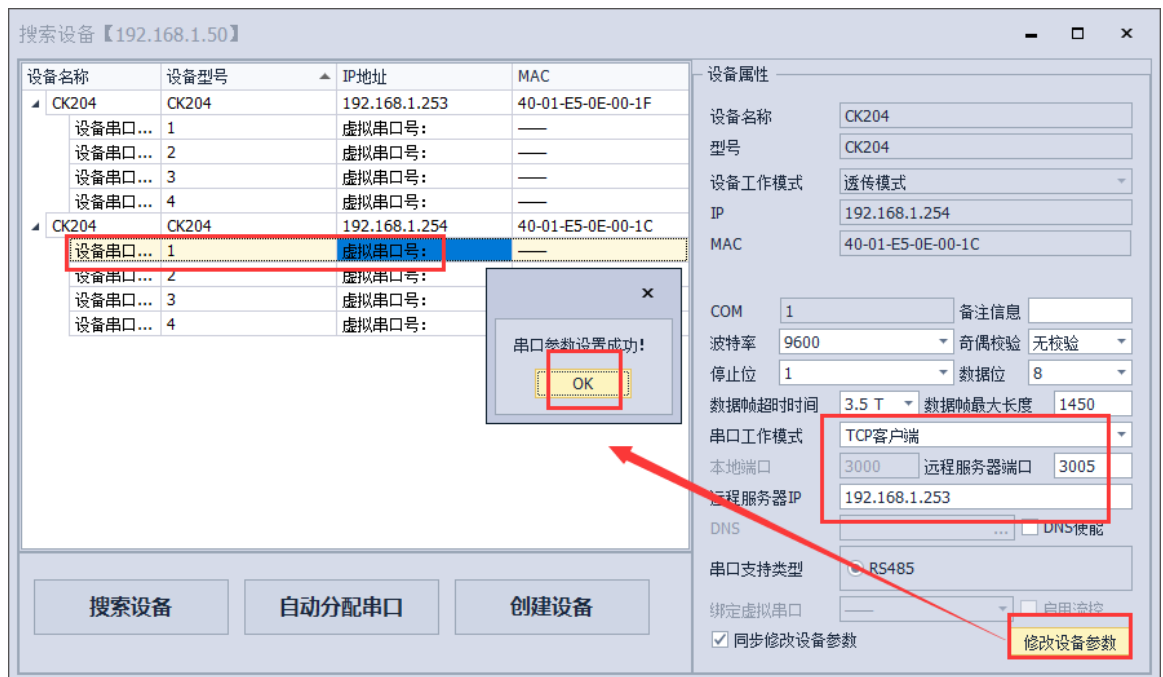 搜索设备【192.168.1.50】
设备名称 设备型号 IP地址 MAC
CK204 CK204 192.168.1.253 40-01-E5-0E-00-1F
设备串口... 1 虚拟串口号: ——
设备串口... 2 虚拟串口号: ——
设备串口... 3 虚拟串口号: ——
设备串口... 4 虚拟串口号: ——
CK204 CK204 192.168.1.254 40-01-E5-0E-00-1C
设备串口... 1 虚拟串口号: ——
设备串口... 2 虚拟串口号:
设备串口... 3 虚拟串口号:
设备串口... 4 虚拟串口号:
串口参数设置成功!
OK
搜索设备 自动分配串口 创建设备
设备属性
设备名称 CK204
型号 CK204
设备工作模式 透传模式
IP 192.168.1.254
MAC 40-01-E5-0E-00-1C
COM 1 备注信息
波特率 9600 奇偶校验 无校验
停止位 1 数据位 8
数据帧超时时间 3.5 T 数据帧最大长度 1450
串口工作模式 TCP客户端
本地端口 3000 远程服务器端口 3005
远程服务器IP 192.168.1.253
DNS ... DNS使能
串口支持类型 RS485
绑定虚拟串口 —— 启用流控
同步修改设备参数 修改设备参数